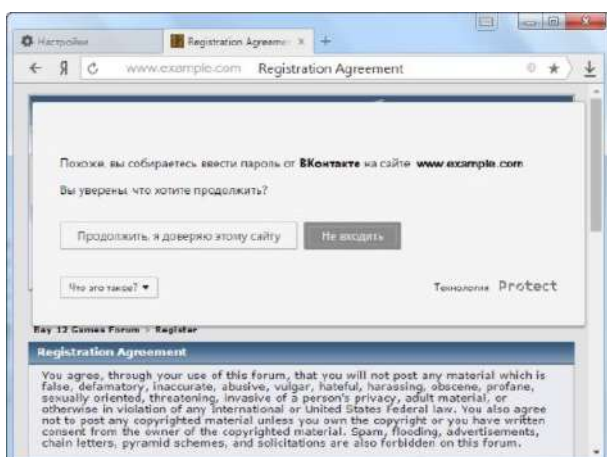 Настройки
Registration Agreemen
www.example.com Registration Agreement
Похоже, вы собираетесь ввести пароль от ВКонтакте на сайте www.example.com
Вы уверены, что хотите продолжить?
Продолжить, я доверяю этому сайту
Не входить
Что это такое?
Технология Protect
Bay 12 Games Forum > Register
Registration Agreement
You agree, through your use of this forum, that you will not post any material which is
false, defamatory, inaccurate, abusive, vulgar, hateful, harassing, obscene, profane,
sexually oriented, threatening, invasive of a person's privacy, adult material, or
otherwise in violation of any International or United States Federal law. You also agree
not to post any copyrighted material unless you own the copyright or you have written
consent from the owner of the copyrighted material. Spam, flooding, advertisements,
chain letters, pyramid schemes, and solicitations are also forbidden on this forum.